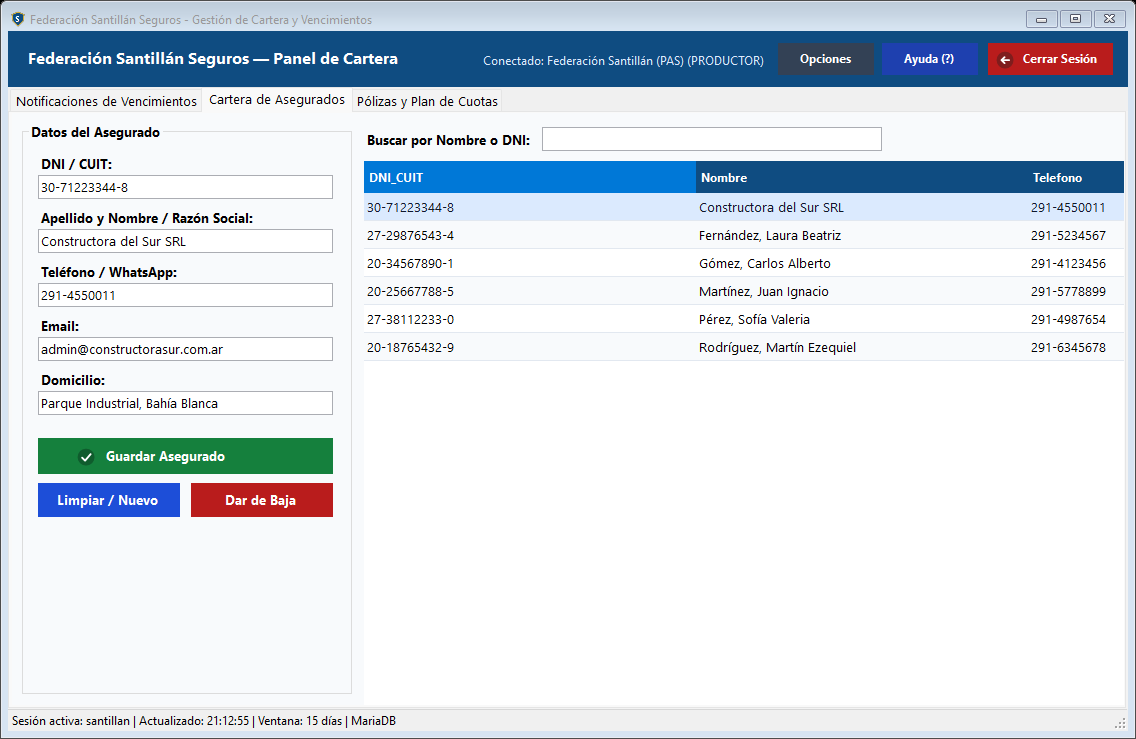 Federación Santillán Seguros - Gestión de Cartera y Vencimientos
Federación Santillán Seguros — Panel de Cartera
Conectado: Federación Santillán (PAS) (PRODUCTOR)
Opciones
Ayuda (?)
Cerrar Sesión
Notificaciones de Vencimientos
Cartera de Asegurados
Pólizas y Plan de Cuotas
Datos del Asegurado
DNI / CUIT:
30-71223344-8
Apellido y Nombre / Razón Social:
Constructora del Sur SRL
Teléfono / WhatsApp:
291-4550011
Email:
admin@constructorasur.com.ar
Domicilio:
Parque Industrial, Bahía Blanca
Guardar Asegurado
Limpiar / Nuevo
Dar de Baja
Buscar por Nombre o DNI:
DNI_CUIT Nombre Telefono
30-71223344-8 Constructora del Sur SRL 291-4550011
27-29876543-4 Fernández, Laura Beatriz 291-5234567
20-34567890-1 Gómez, Carlos Alberto 291-4123456
20-25667788-5 Martínez, Juan Ignacio 291-5778899
27-38112233-0 Pérez, Sofía Valeria 291-4987654
20-18765432-9 Rodríguez, Martín Ezequiel 291-6345678
Sesión activa: santillan | Actualizado: 21:12:55 | Ventana: 15 días | MariaDB